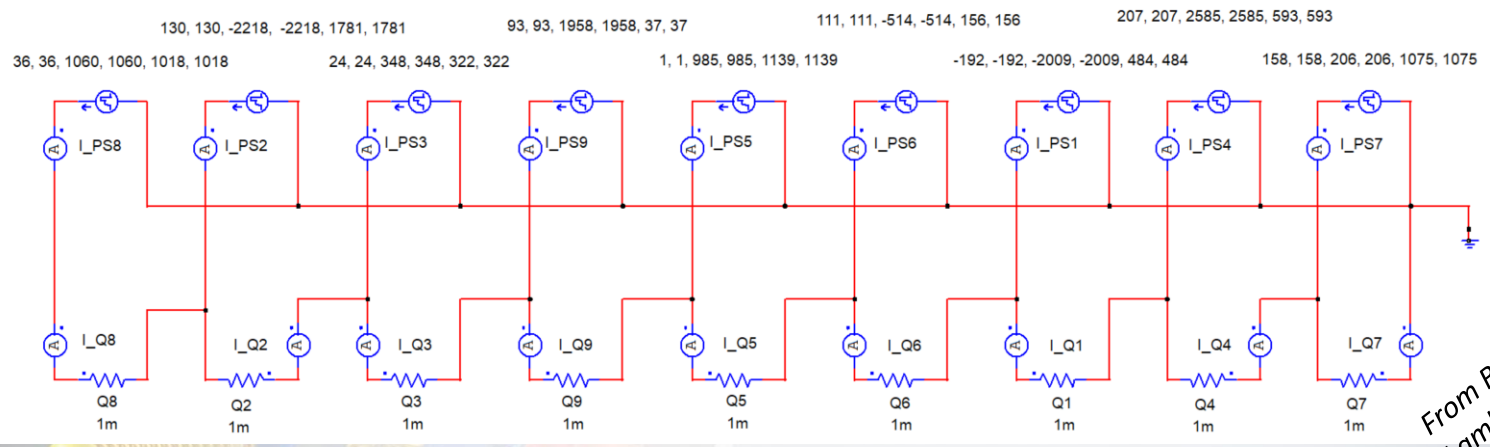 130, 130, -2218, -2218, 1781, 1781
93, 93, 1958, 1958, 37, 37
111, 111, -514, -514, 156, 156
207, 207, 2585, 2585, 593, 593
36, 36, 1060, 1060, 1018, 1018
24, 24, 348, 348, 322, 322
1, 1, 985, 985, 1139, 1139
-192, -192, -2009, -2009, 484, 484
158, 158, 206, 206, 1075, 1075
A I_PS8
A I_PS2
A I_PS3
A I_PS9
A I_PS5
A I_PS6
A I_PS1
A I_PS4
A I_PS7
A I_Q8
I_Q2 A
A I_Q3
A I_Q9
A I_Q5
A I_Q6
A I_Q1
I_Q4 A
I_Q7 A
Q8
1m
Q2
1m
Q3
1m
Q9
1m
Q5
1m
Q6
1m
Q1
1m
Q4
1m
Q7
1m
From